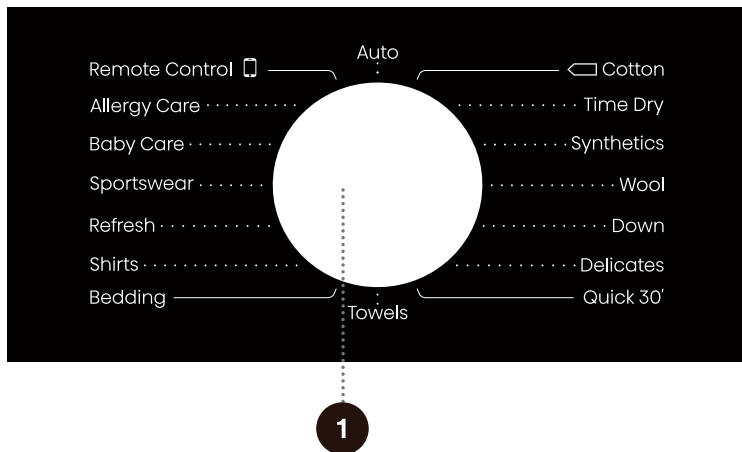 Auto
Remote Control
Cotton
Allergy Care
Time Dry
Baby Care
Synthetics
Sportswear
Wool
Refresh
Down
Shirts
Delicates
Bedding
Quick 30'
Towels
1